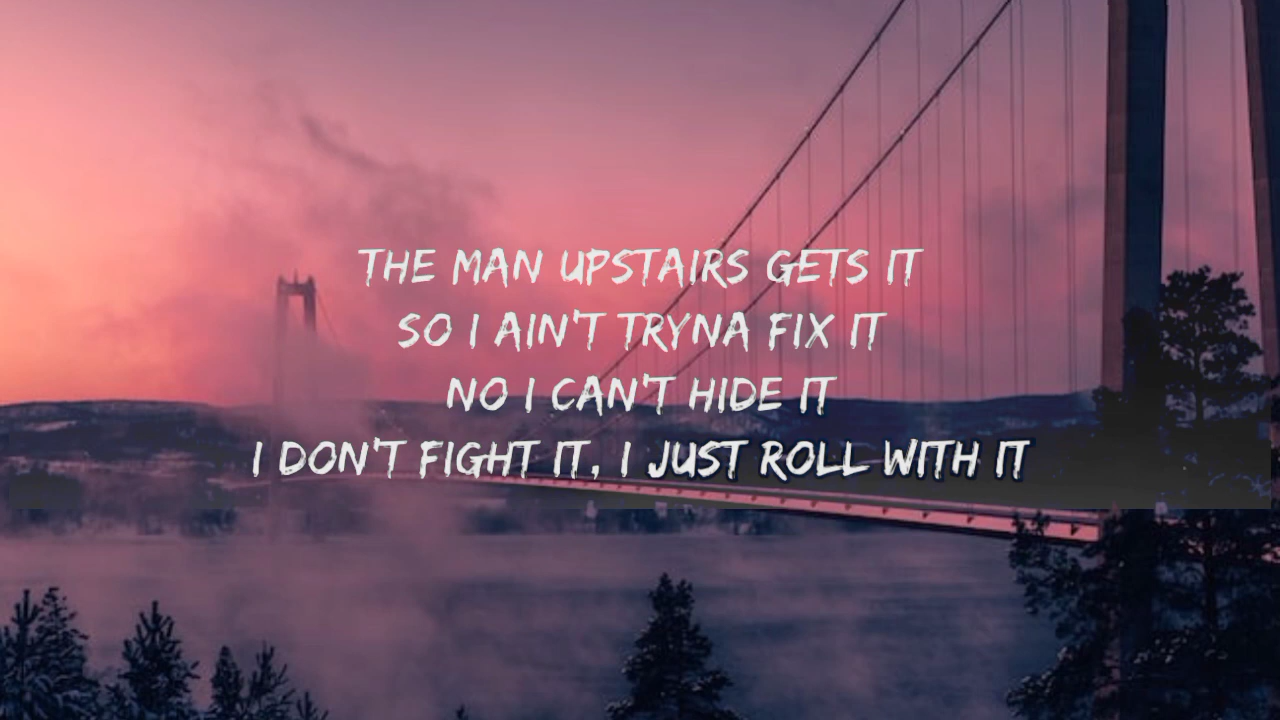 THE MAN UPSTAIRS GETS IT
SO I AIN'T TRYNA FIX IT
NO I CAN'T HIDE IT
I DON'T FIGHT IT, I JUST ROLL WITH IT